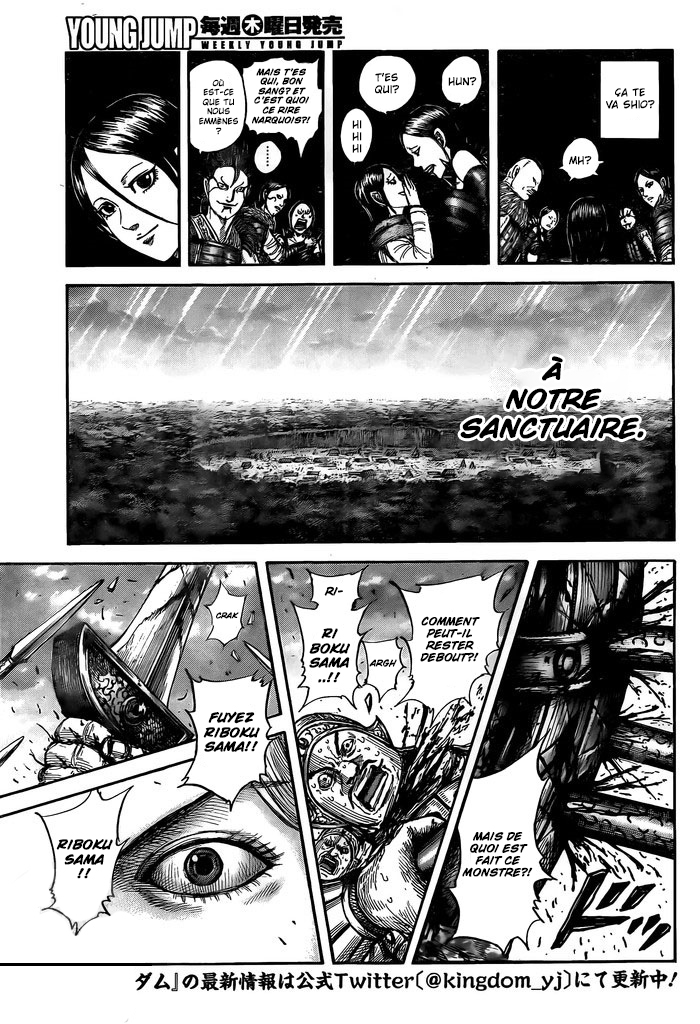 YOUNG JUMP 毎週木曜日発売
WEEKLY YOUNG JUMP
ÇA TE
VA SHIO?
MH?
HUN?
T'ES
QUI?
HI
HI
HI
MAIS T'ES
QUI, BON
SANG? ET
C'EST QUOI
CE RIRE
NARQUOIS?!
OÙ
EST-CE
QUE TU
NOUS
EMMÈNES
?
......
À
NOTRE
SANCTUAIRE.
MAIS DE
QUOI EST
FAIT CE
MONSTRE?!
ドドッ
COMMENT
PEUT-IL
RESTER
DEBOUT?!
ARGH
RI-
RI
BOKU
SAMA
..!!
CRAK
FUYEZ
RIBOKU
SAMA!!
RIBOKU
SAMA
!!
ダム』の最新情報は公式Twitter(@kingdom_yj)にて更新中!